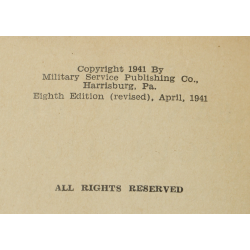 Copyright 1941 By
Military Service Publishing Co.,
Harrisburg, Pa.
Eighth Edition (revised), April, 1941
ALL RIGHTS RESERVED